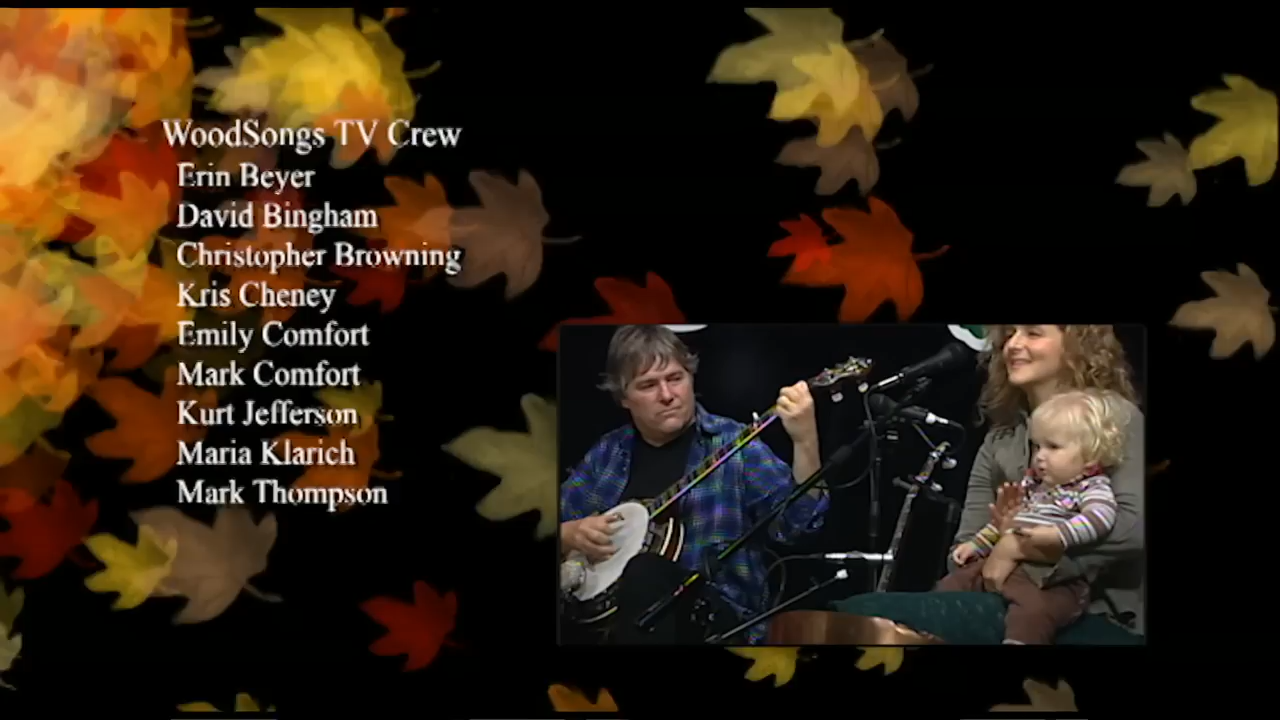 WoodSongs TV Crew
Erin Beyer
David Bingham
Christopher Browning
Kris Cheney
Emily Comfort
Mark Comfort
Kurt Jefferson
Maria Klarich
Mark Thompson